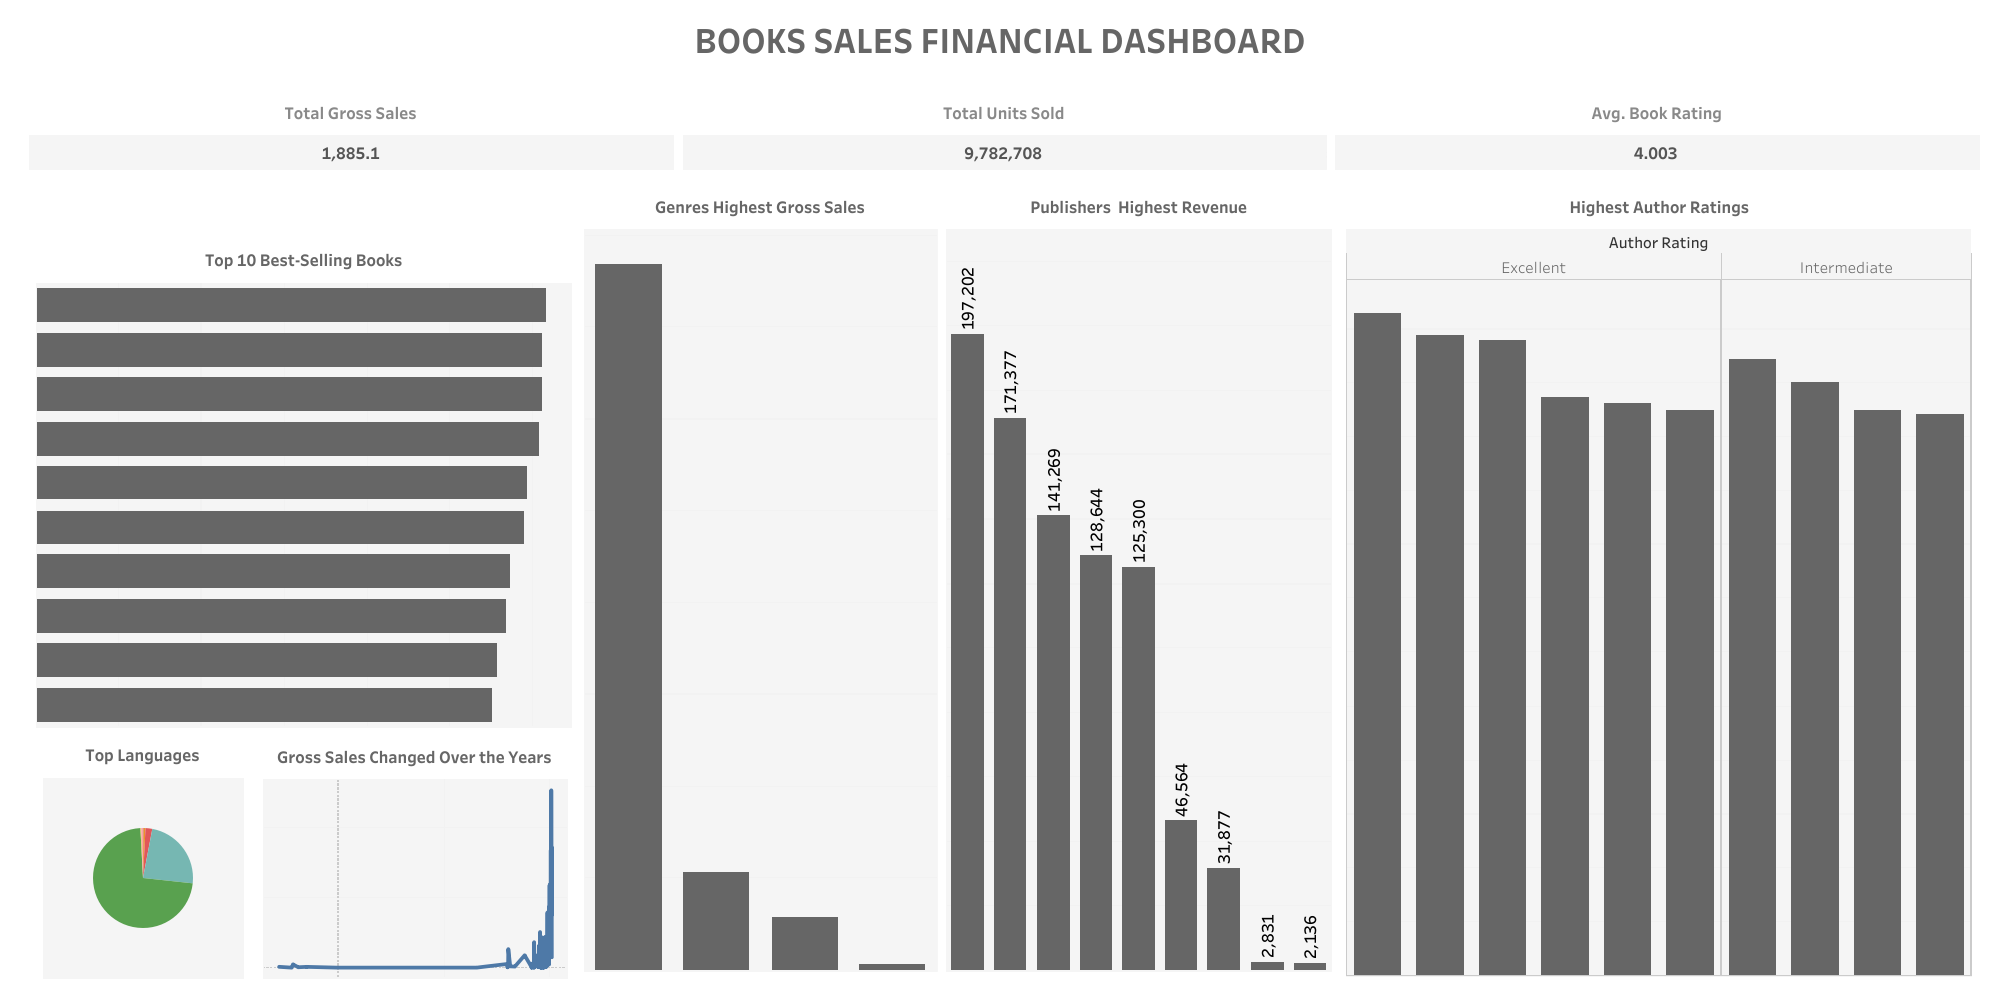 BOOKS SALES FINANCIAL DASHBOARD
Total Gross Sales
1,885.1
Total Units Sold
9,782,708
Avg. Book Rating
4.003
Top 10 Best-Selling Books
Genres Highest Gross Sales
Publishers Highest Revenue
197,202
171,377
141,269
128,644
125,300
46,564
31,877
2,831
2,136
Highest Author Ratings
Author Rating
Excellent
Intermediate
Top Languages
Gross Sales Changed Over the Years